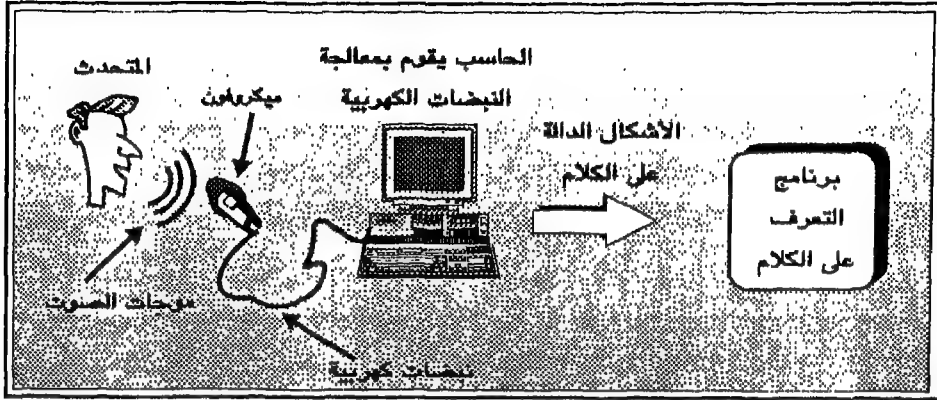 المتحدث
ميكروفون
الحاسب يقوم بمعالجة
النبضات الكهربية
الأشكال الدالة
على الكلام
برنامج
التعرف
على الكلام
موجات الصوت
نبضات كهربية